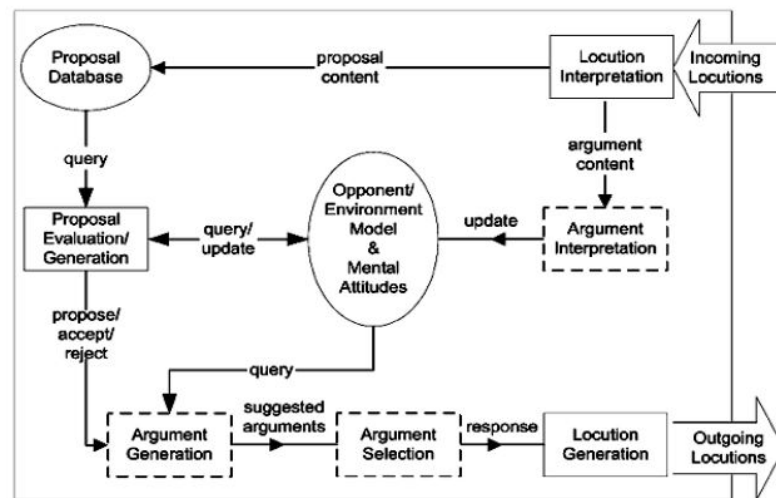 Proposal
Database
proposal
content
Locution
Interpretation
Incoming
Locutions
query
argument
content
Proposal
Evaluation/
Generation
query/
update
Opponent/
Environment
Model
&
Mental
Attitudes
update
Argument
Interpretation
propose/
accept/
reject
query
Argument
Generation
suggested
arguments
Argument
Selection
response
Locution
Generation
Outgoing
Locutions